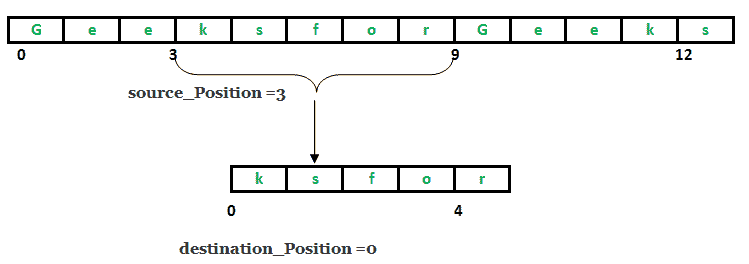 G e e k s f o r G e e k s
0 3 9 12
source_Position =3
k s f o r
0 4
destination_Position =0